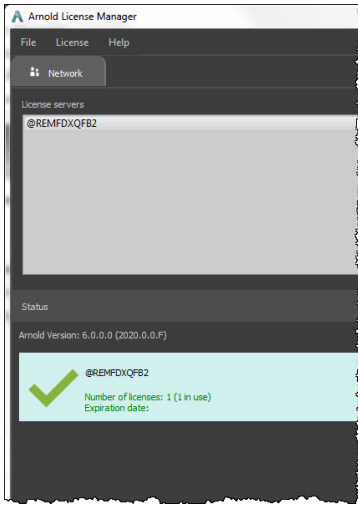 Arnold License Manager
File License Help
Network
License servers
@REMFDXQFB2
Status
Arnold Version: 6.0.0.0 (2020.0.0.F)
@REMFDXQFB2
Number of licenses: 1 (1 in use)
Expiration date: